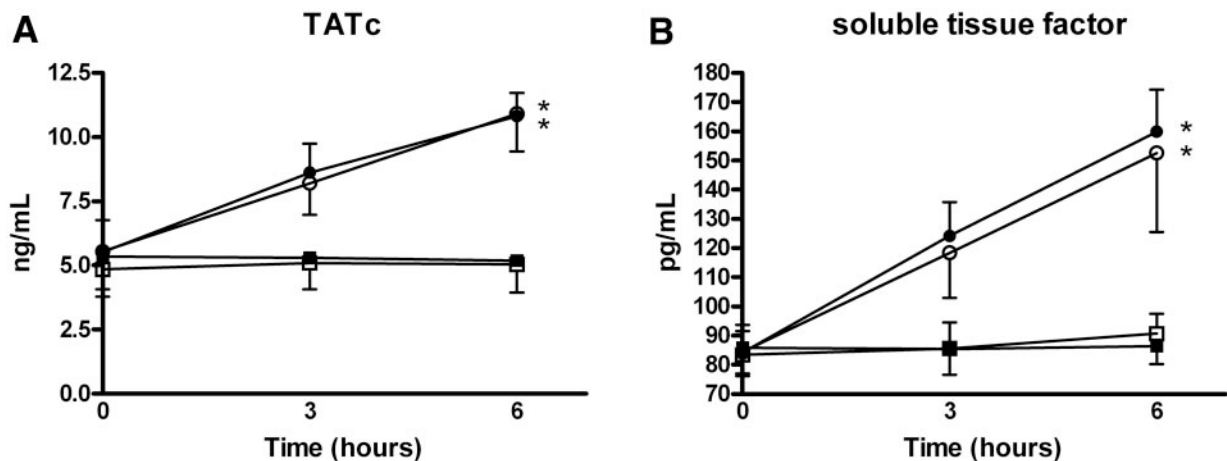 A
TATc
ng/mL
12.5
10.0
7.5
5.0
2.5
0.0
*
*
0 3 6
Time (hours)
B
soluble tissue factor
pg/mL
180
170
160
150
140
130
120
110
100
90
80
70
*
*
0 3 6
Time (hours)